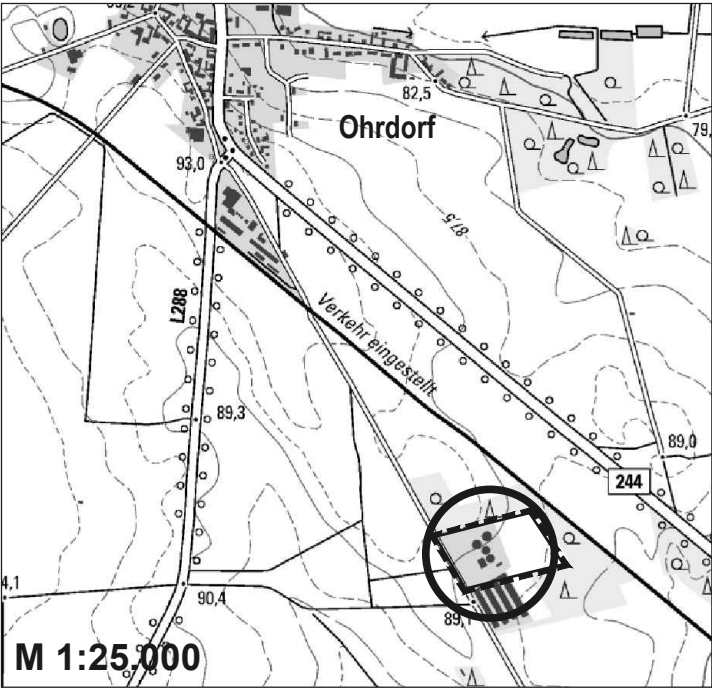 82,5
Ohrdorf
79,
93,0
87,5
L288
Verkehr eingestellt
89,3
89,0
244
4,1
90,4
89,1
M 1:25.000